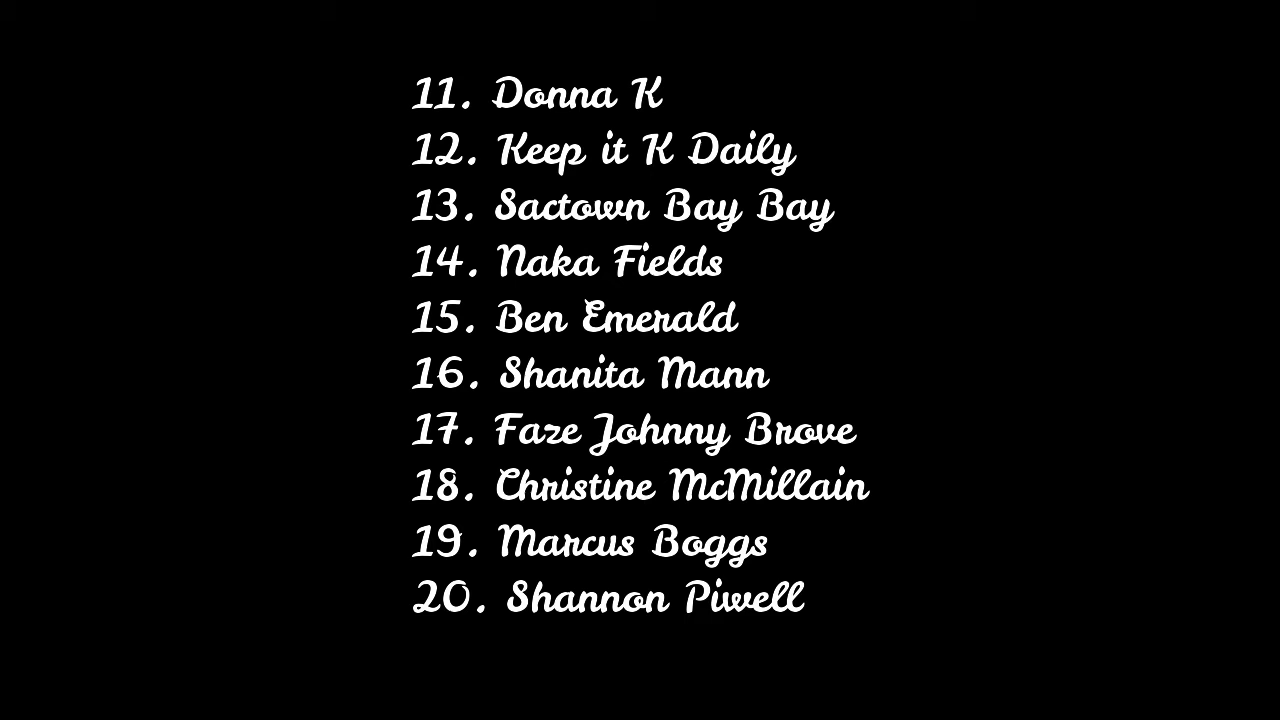 11. Donna K
12. Keep it K Daily
13. Sactown Bay Bay
14. Naka Fields
15. Ben Emerald
16. Shanita Mann
17. Faze Johnny Brove
18. Christine McMillain
19. Marcus Boggs
20. Shannon Piwell